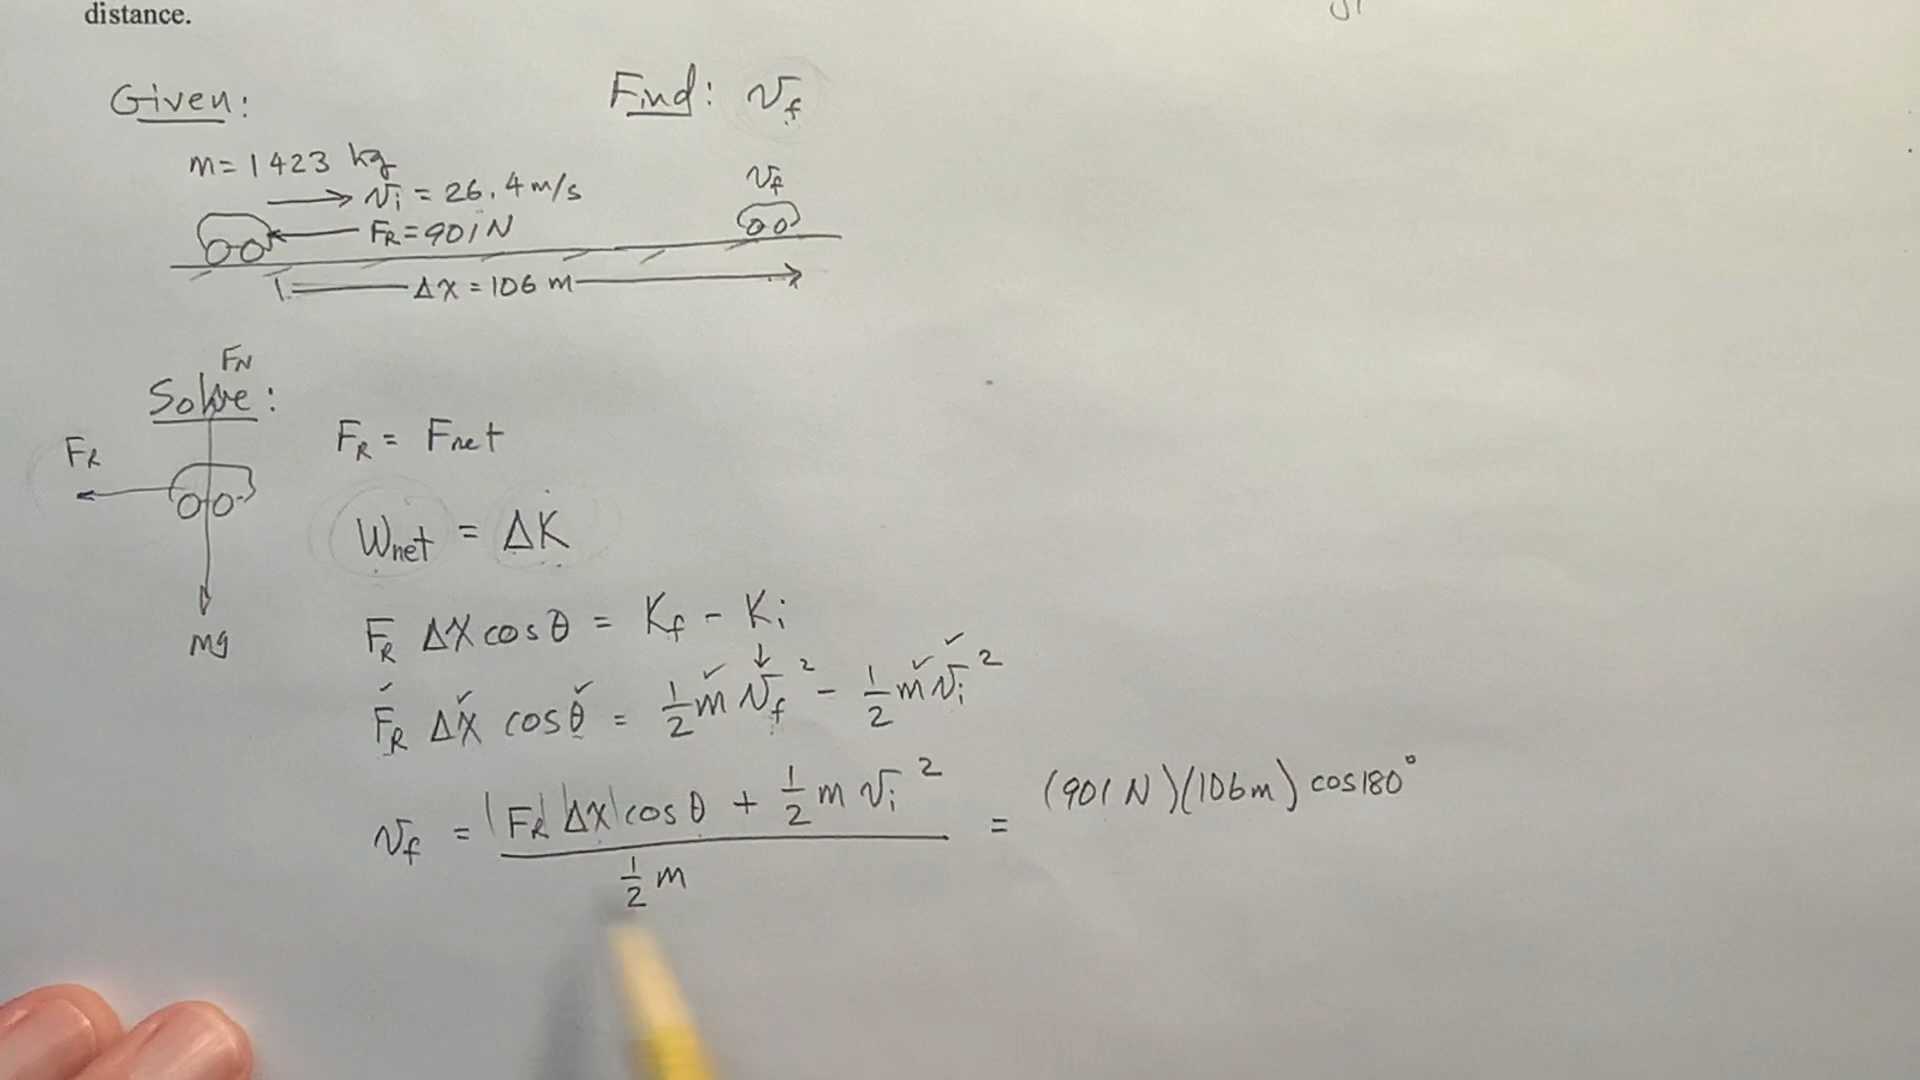 distance.
Given:
Find: vf
m = 1423 kg
vi = 26.4 m/s
vf
FR = 901 N
Δx = 106 m
FN
Solve:
FR
FR = Fnet
Wnet = ΔK
mg
FR Δx cos θ = Kf - Ki
FR Δx cos θ = 1/2 m vf² - 1/2 m vi²
vf = |FR| |Δx| cos θ + 1/2 m vi² / 1/2 m = (901 N)(106 m) cos 180°